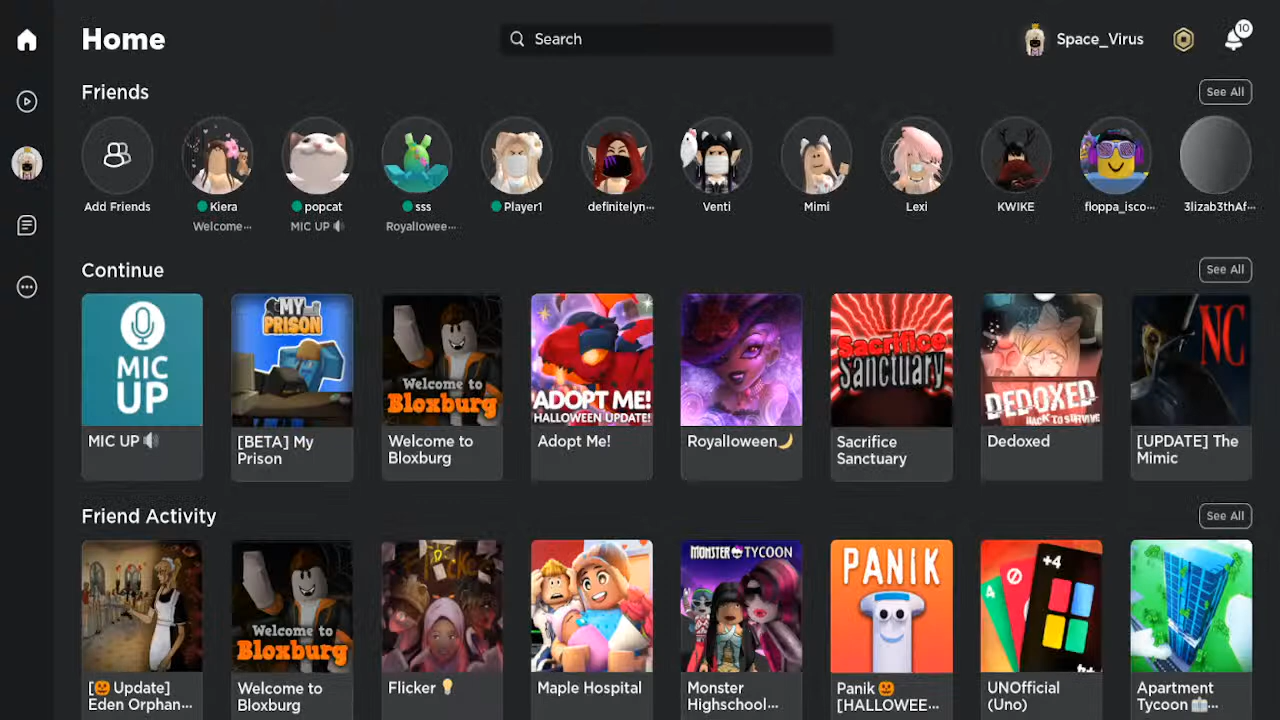 Home
Search
Space_Virus
10
Friends
See All
Add Friends
Kiera
popcat
sss
Player1
definitelyn...
Venti
Mimi
Lexi
KWIKE
floppa_isco...
3lizab3thAf...
Welcome...
MIC UP 🔊
Royallowee...
Continue
See All
MIC
UP
MY
PRISON
Welcome to
Bloxburg
ADOPT ME!
HALLOWEEN UPDATE!
Sacrifice
Sanctuary
DEDOXED
HACK TO SURVIVE
NC
MIC UP 🔊
[BETA] My
Prison
Welcome to
Bloxburg
Adopt Me!
Royalloween🌙
Sacrifice
Sanctuary
Dedoxed
[UPDATE] The
Mimic
Friend Activity
See All
Welcome to
Bloxburg
Flicker
MONSTER TYCOON
PANIK
+4
4
[🎃Update]
Eden Orphan...
Welcome to
Bloxburg
Flicker💡
Maple Hospital
Monster
Highschool...
Panik🎃
[HALLOWEE...
UNOfficial
(Uno)
Apartment
Tycoon🏙️...